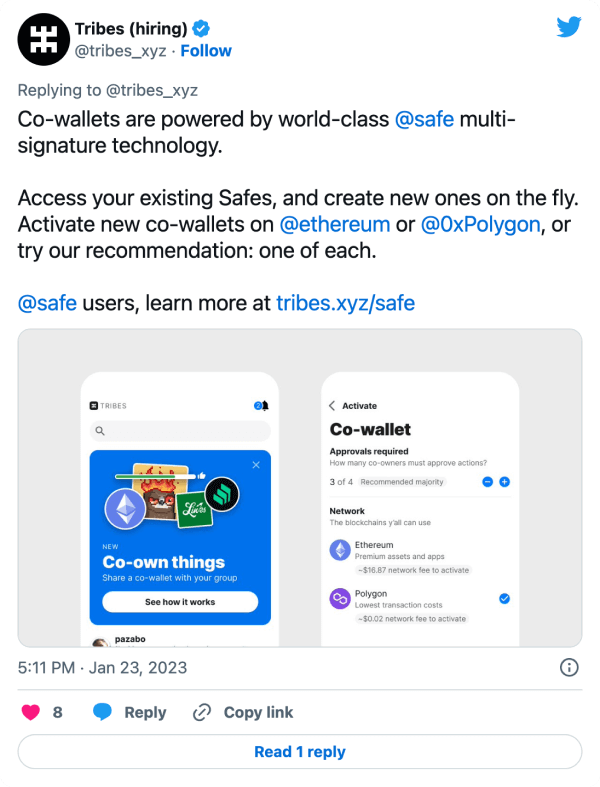 Tribes (hiring)
@tribes_xyz · Follow
Replying to @tribes_xyz
Co-wallets are powered by world-class @safe multi-
signature technology.
Access your existing Safes, and create new ones on the fly.
Activate new co-wallets on @ethereum or @0xPolygon, or
try our recommendation: one of each.
@safe users, learn more at tribes.xyz/safe
TRIBES
2
NEW
Co-own things
Share a co-wallet with your group
See how it works
pazabo
Activate
Co-wallet
Approvals required
How many co-owners must approve actions?
3 of 4 Recommended majority
Network
The blockchains y'all can use
Ethereum
Premium assets and apps
~$16.87 network fee to activate
Polygon
Lowest transaction costs
~$0.02 network fee to activate
5:11 PM · Jan 23, 2023
8 Reply Copy link
Read 1 reply